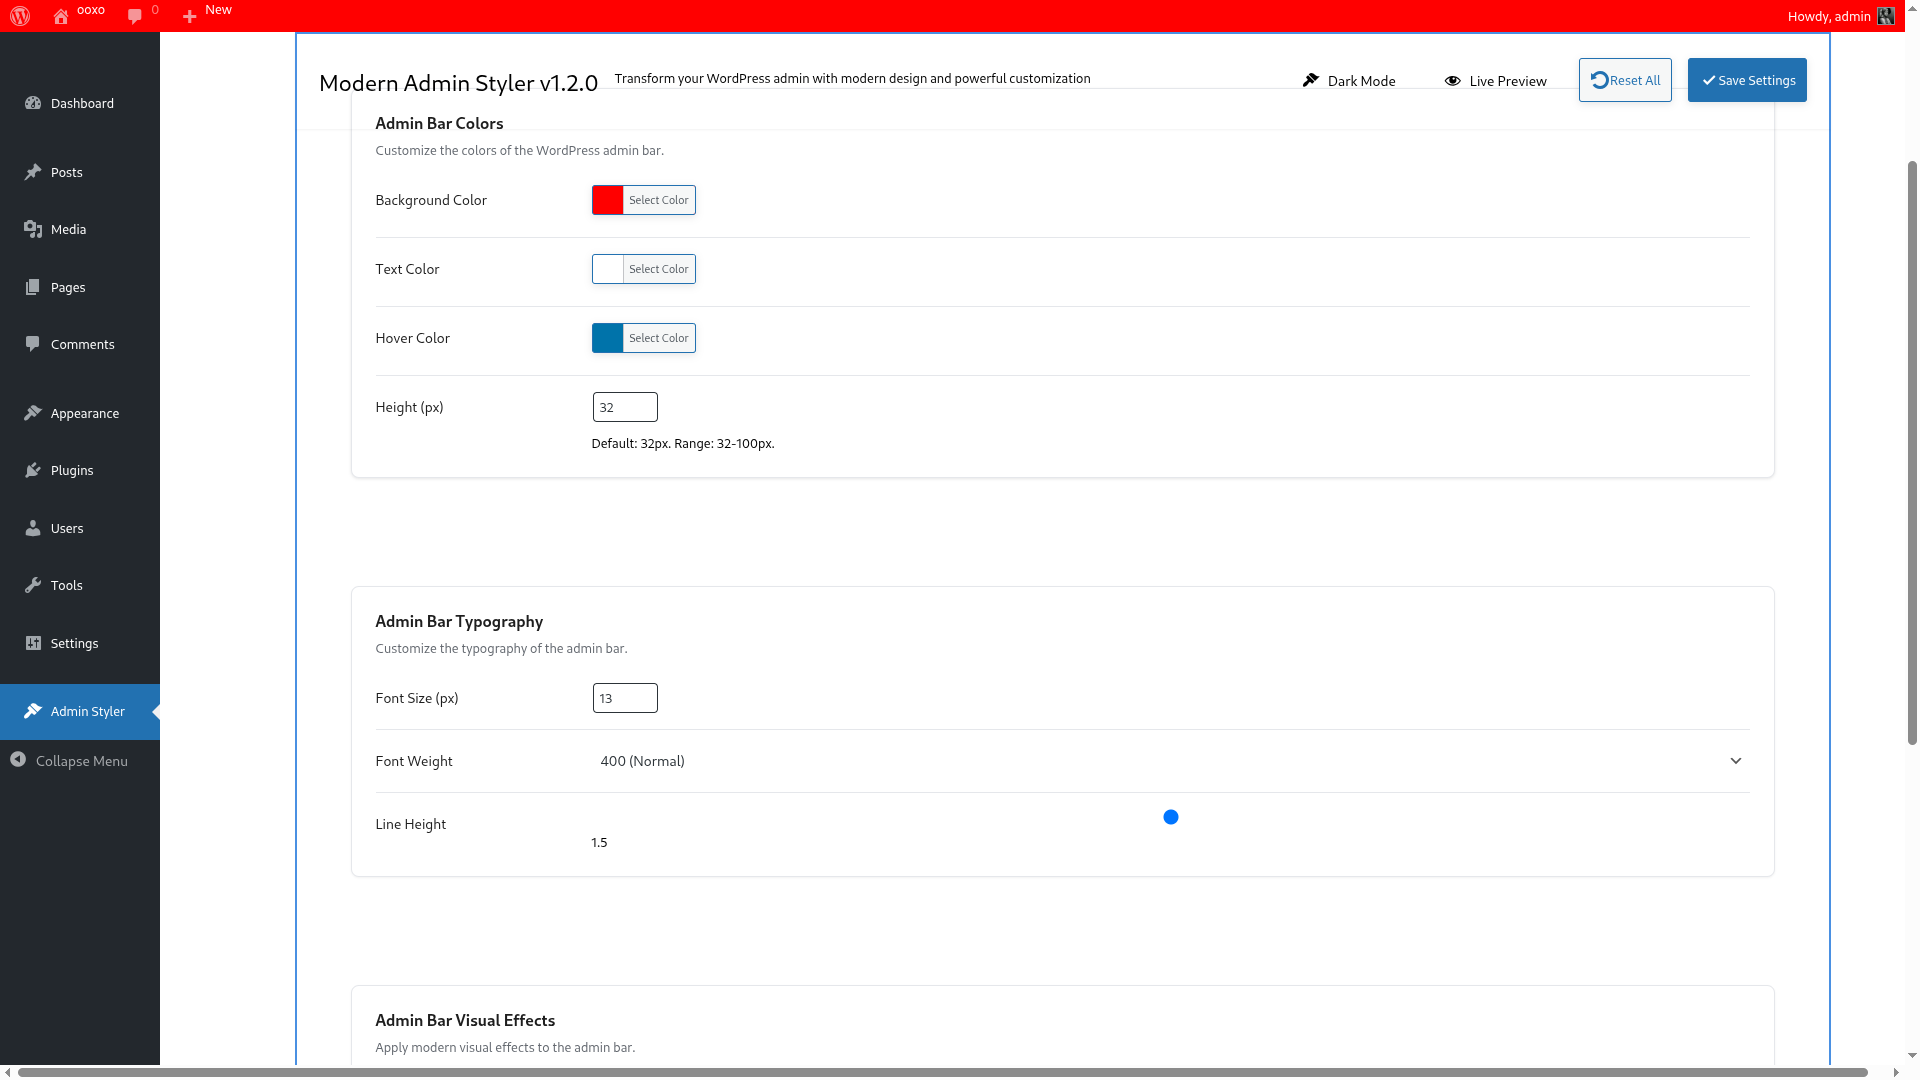 ooxo
0
New
Howdy, admin
Dashboard
Posts
Media
Pages
Comments
Appearance
Plugins
Users
Tools
Settings
Admin Styler
Collapse Menu
Modern Admin Styler v1.2.0
Transform your WordPress admin with modern design and powerful customization
Dark Mode
Live Preview
Reset All
Save Settings
Admin Bar Colors
Customize the colors of the WordPress admin bar.
Background Color
Select Color
Text Color
Select Color
Hover Color
Select Color
Height (px)
32
Default: 32px. Range: 32-100px.
Admin Bar Typography
Customize the typography of the admin bar.
Font Size (px)
13
Font Weight
400 (Normal)
Line Height
1.5
Admin Bar Visual Effects
Apply modern visual effects to the admin bar.